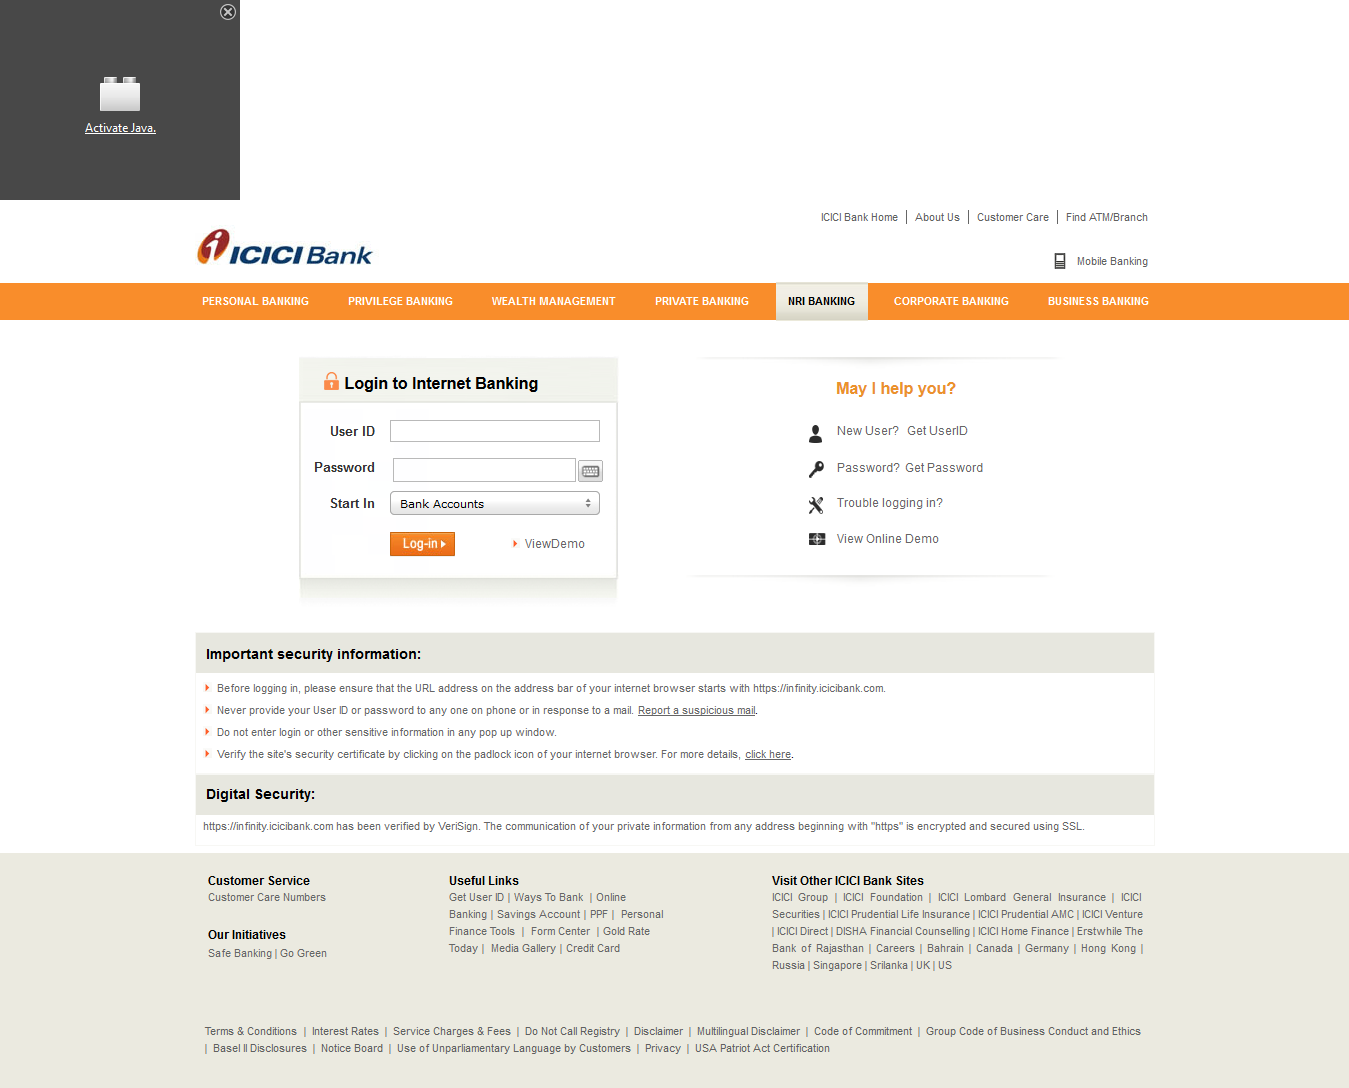 Activate Java.
ICICI Bank Home | About Us | Customer Care | Find ATM/Branch
ICICI Bank
Mobile Banking
PERSONAL BANKING PRIVILEGE BANKING WEALTH MANAGEMENT PRIVATE BANKING NRI BANKING CORPORATE BANKING BUSINESS BANKING
Login to Internet Banking
User ID
Password
Start In Bank Accounts
Log-in ViewDemo
May I help you?
New User? Get UserID
Password? Get Password
Trouble logging in?
View Online Demo
Important security information:
Before logging in, please ensure that the URL address on the address bar of your internet browser starts with https://infinity.icicibank.com.
Never provide your User ID or password to any one on phone or in response to a mail. Report a suspicious mail.
Do not enter login or other sensitive information in any pop up window.
Verify the site's security certificate by clicking on the padlock icon of your internet browser. For more details, click here.
Digital Security:
https://infinity.icicibank.com has been verified by VeriSign. The communication of your private information from any address beginning with "https" is encrypted and secured using SSL.
Customer Service
Customer Care Numbers
Our Initiatives
Safe Banking | Go Green
Useful Links
Get User ID | Ways To Bank | Online
Banking | Savings Account | PPF | Personal
Finance Tools | Form Center | Gold Rate
Today | Media Gallery | Credit Card
Visit Other ICICI Bank Sites
ICICI Group | ICICI Foundation | ICICI Lombard General Insurance | ICICI
Securities | ICICI Prudential Life Insurance | ICICI Prudential AMC | ICICI Venture
| ICICI Direct | DISHA Financial Counselling | ICICI Home Finance | Erstwhile The
Bank of Rajasthan | Careers | Bahrain | Canada | Germany | Hong Kong |
Russia | Singapore | Srilanka | UK | US
Terms & Conditions | Interest Rates | Service Charges & Fees | Do Not Call Registry | Disclaimer | Multilingual Disclaimer | Code of Commitment | Group Code of Business Conduct and Ethics
| Basel II Disclosures | Notice Board | Use of Unparliamentary Language by Customers | Privacy | USA Patriot Act Certification